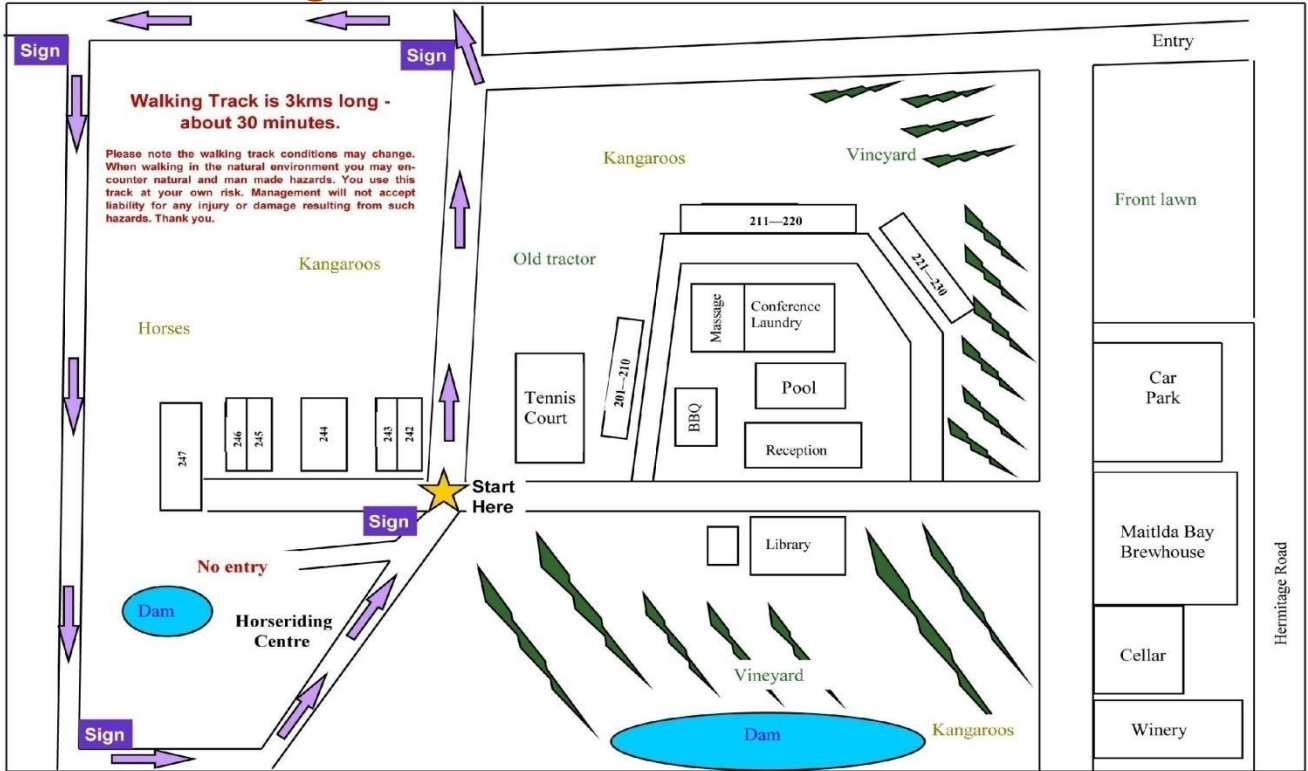 Sign
Sign
Entry
Walking Track is 3kms long -
about 30 minutes.
Please note the walking track conditions may change.
When walking in the natural environment you may en-
counter natural and man made hazards. You use this
track at your own risk. Management will not accept
liability for any injury or damage resulting from such
hazards. Thank you.
Kangaroos
Vineyard
Front lawn
211—220
Kangaroos
Old tractor
221—230
Horses
Massage
Conference
Laundry
201—210
Tennis
Court
Pool
BBQ
Reception
Car
Park
247
246
245
244
243
242
Start
Here
Sign
Library
Maitlda Bay
Brewhouse
Hermitage Road
No entry
Dam
Horseriding
Centre
Cellar
Vineyard
Sign
Dam
Kangaroos
Winery